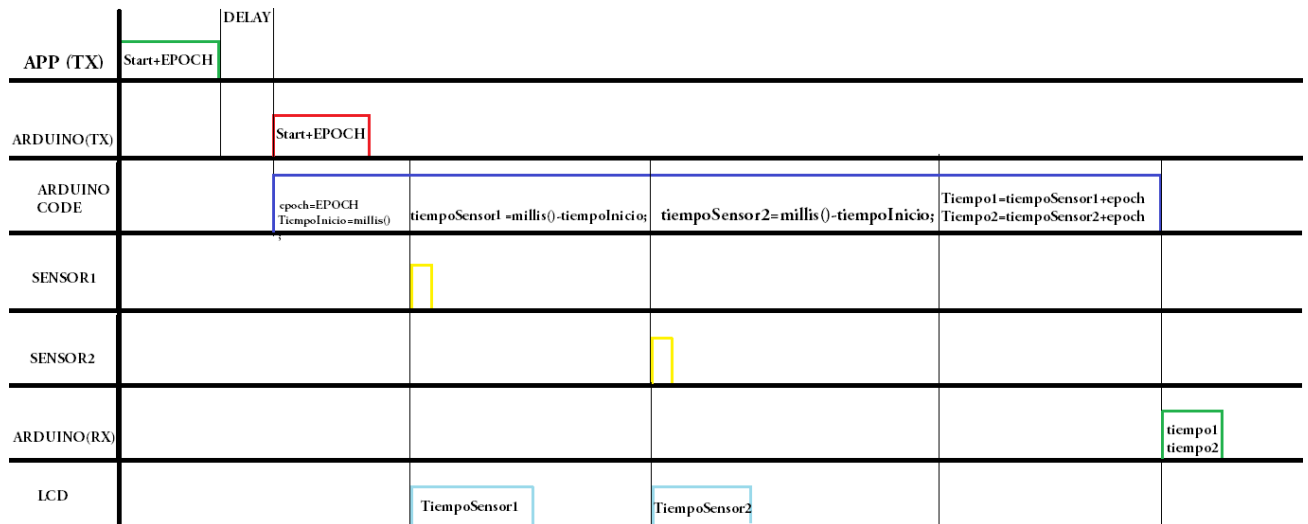 DELAY
APP (TX)
Start+EPOCH
ARDUINO(TX)
Start+EPOCH
ARDUINO
CODE
epoch=EPOCH
TiempoInicio=millis()
;
tiempoSensor1 =millis()-tiempoInicio;
tiempoSensor2=millis()-tiempoInicio;
Tiempo1=tiempoSensor1+epoch
Tiempo2=tiempoSensor2+epoch
SENSOR1
SENSOR2
ARDUINO(RX)
tiempo1
tiempo2
LCD
TiempoSensor1
TiempoSensor2